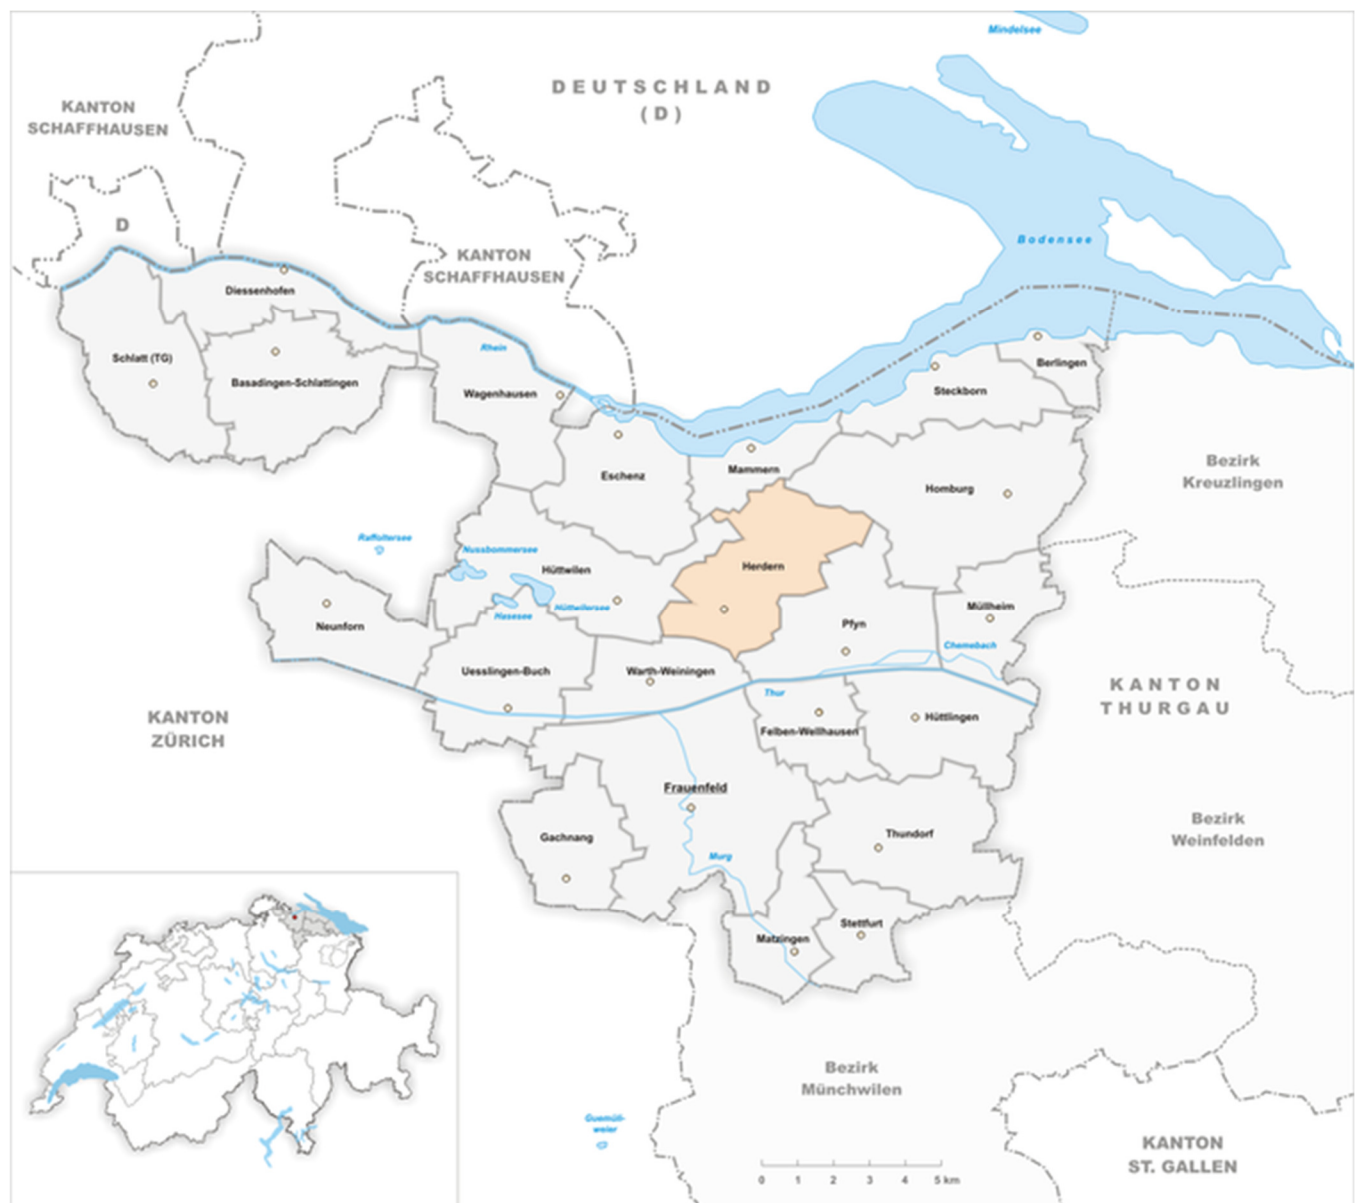 Mindelsee
DEUTSCHLAND
(D)
KANTON
SCHAFFHAUSEN
D
Bodensee
KANTON
SCHAFFHAUSEN
Diessenhofen
Rhein
Schlatt (TG)
Basadingen-Schlattingen
Wagenhausen
Berlingen
Steckborn
Bezirk
Kreuzlingen
Mammern
Eschenz
Homburg
Raffoltersee
Nussbommersee
Hüttwilen
Herdern
Hüttwilersee
Hasesee
Müllheim
Neunforn
Pfyn
Chemebach
Uesslingen-Buch
Warth-Weiningen
KANTON
THURGAU
Thur
KANTON
ZÜRICH
Hüttlingen
Felben-Wellhausen
Frauenfeld
Bezirk
Weinfelden
Gachnang
Thundorf
Murg
Stettfurt
Matzingen
Bezirk
Münchwilen
Guemüll-
weier
KANTON
ST. GALLEN
0 1 2 3 4 5 km